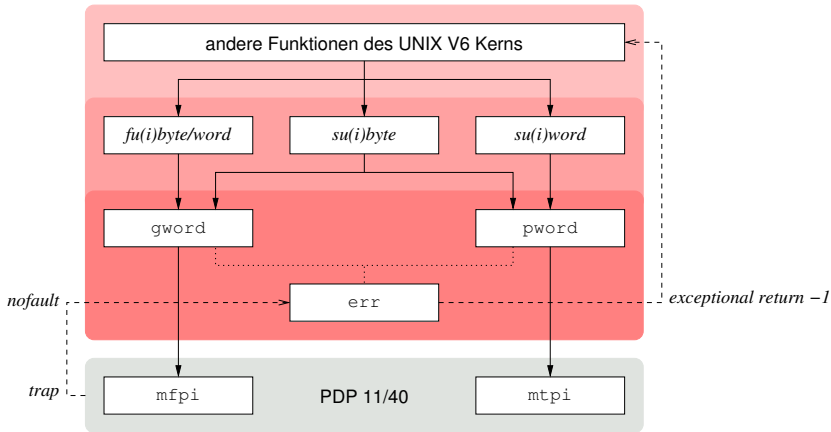 andere Funktionen des UNIX V6 Kerns
fu(i)byte/word
su(i)byte
su(i)word
gword
pword
nofault
err
exceptional return −1
trap
mfpi
PDP 11/40
mtpi